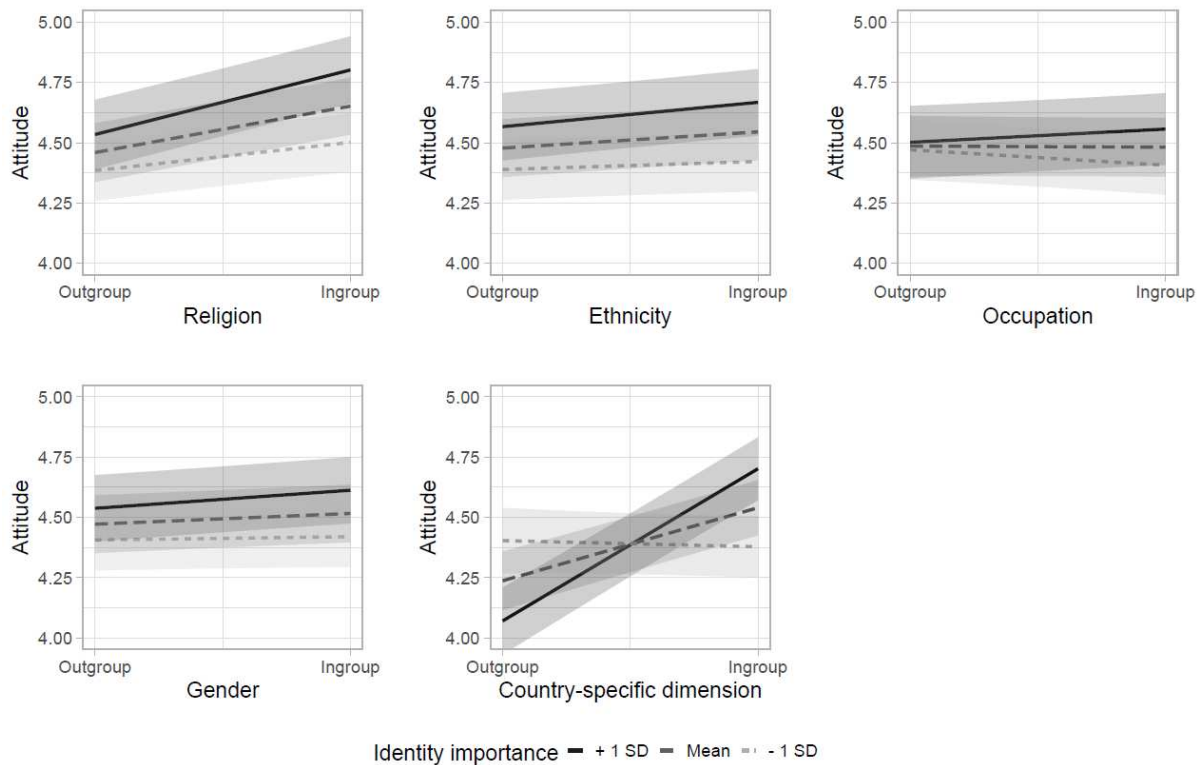 5.00
4.75
4.50
4.25
4.00
Attitude
Outgroup Ingroup
Religion
5.00
4.75
4.50
4.25
4.00
Attitude
Outgroup Ingroup
Ethnicity
5.00
4.75
4.50
4.25
4.00
Attitude
Outgroup Ingroup
Occupation
5.00
4.75
4.50
4.25
4.00
Attitude
Outgroup Ingroup
Gender
5.00
4.75
4.50
4.25
4.00
Attitude
Outgroup Ingroup
Country-specific dimension
Identity importance + 1 SD Mean - 1 SD